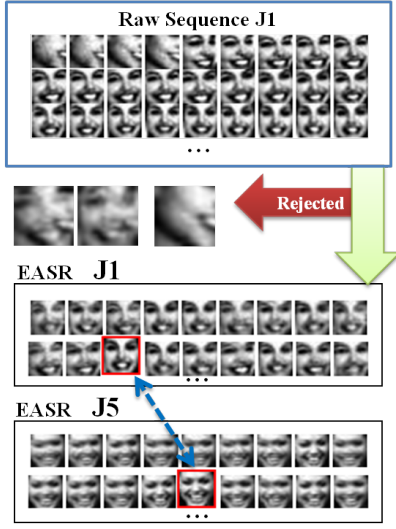 Raw Sequence J1
...
Rejected
EASR J1
...
EASR J5
...